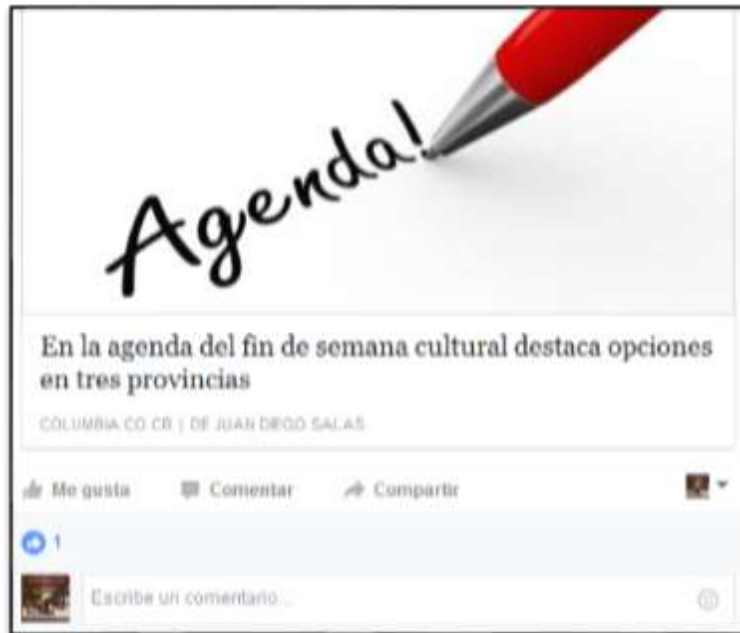 Agenda!
En la agenda del fin de semana cultural destaca opciones
en tres provincias
COLUMBIA.CO.CR | DE JUAN DIEGO SALAS
Me gusta Comentar Compartir
1
Escribe un comentario...